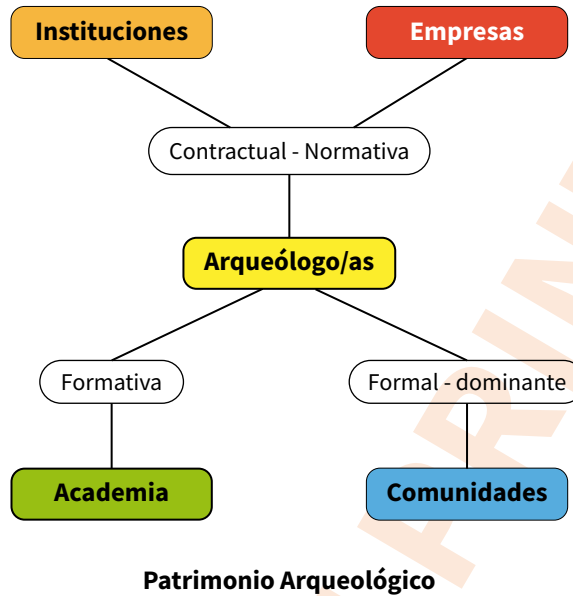 Instituciones
Empresas
Contractual - Normativa
Arqueólogo/as
Formativa
Formal - dominante
Academia
Comunidades
Patrimonio Arqueológico